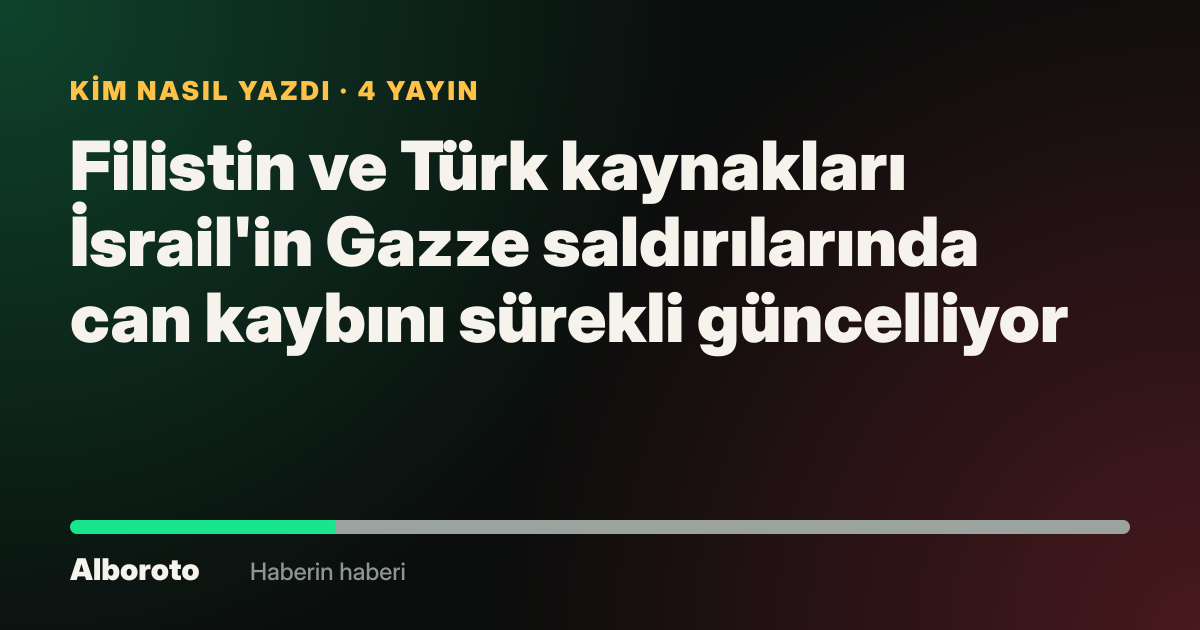 KİM NASIL YAZDI · 4 YAYIN
Filistin ve Türk kaynakları
İsrail'in Gazze saldırılarında
can kaybını sürekli güncelliyor
Alboroto
Haberin haberi